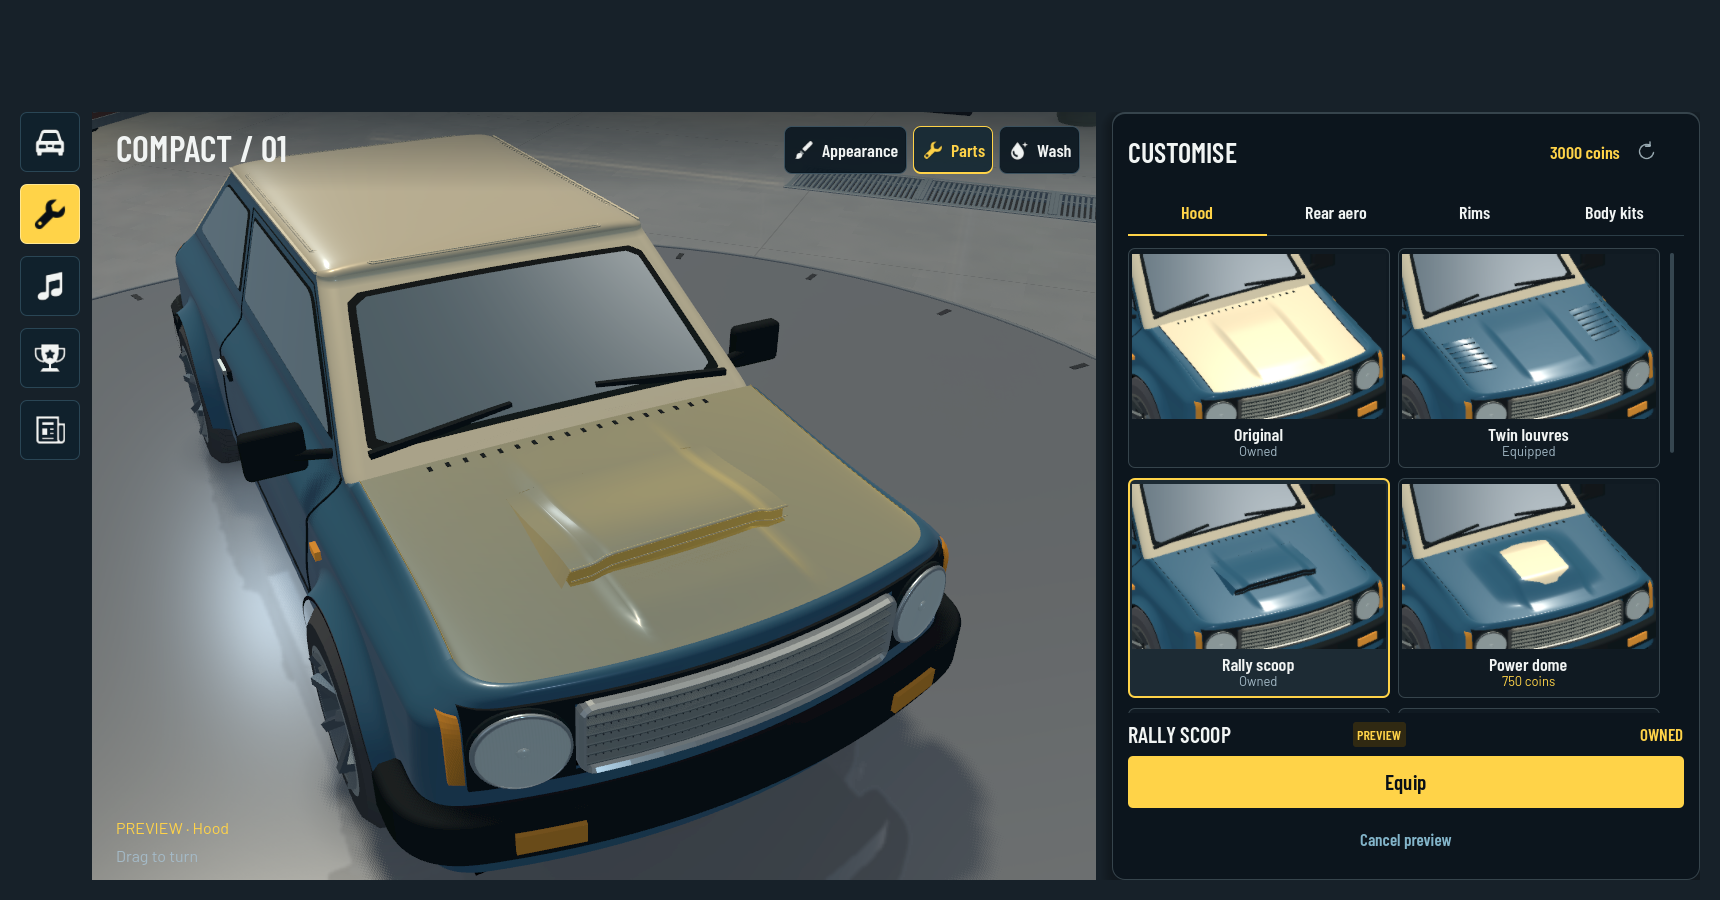 COMPACT / 01
Appearance
Parts
Wash
PREVIEW · Hood
Drag to turn
CUSTOMISE
3000 coins
Hood
Rear aero
Rims
Body kits
Original
Owned
Twin louvres
Equipped
Rally scoop
Owned
Power dome
750 coins
RALLY SCOOP
PREVIEW
OWNED
Equip
Cancel preview